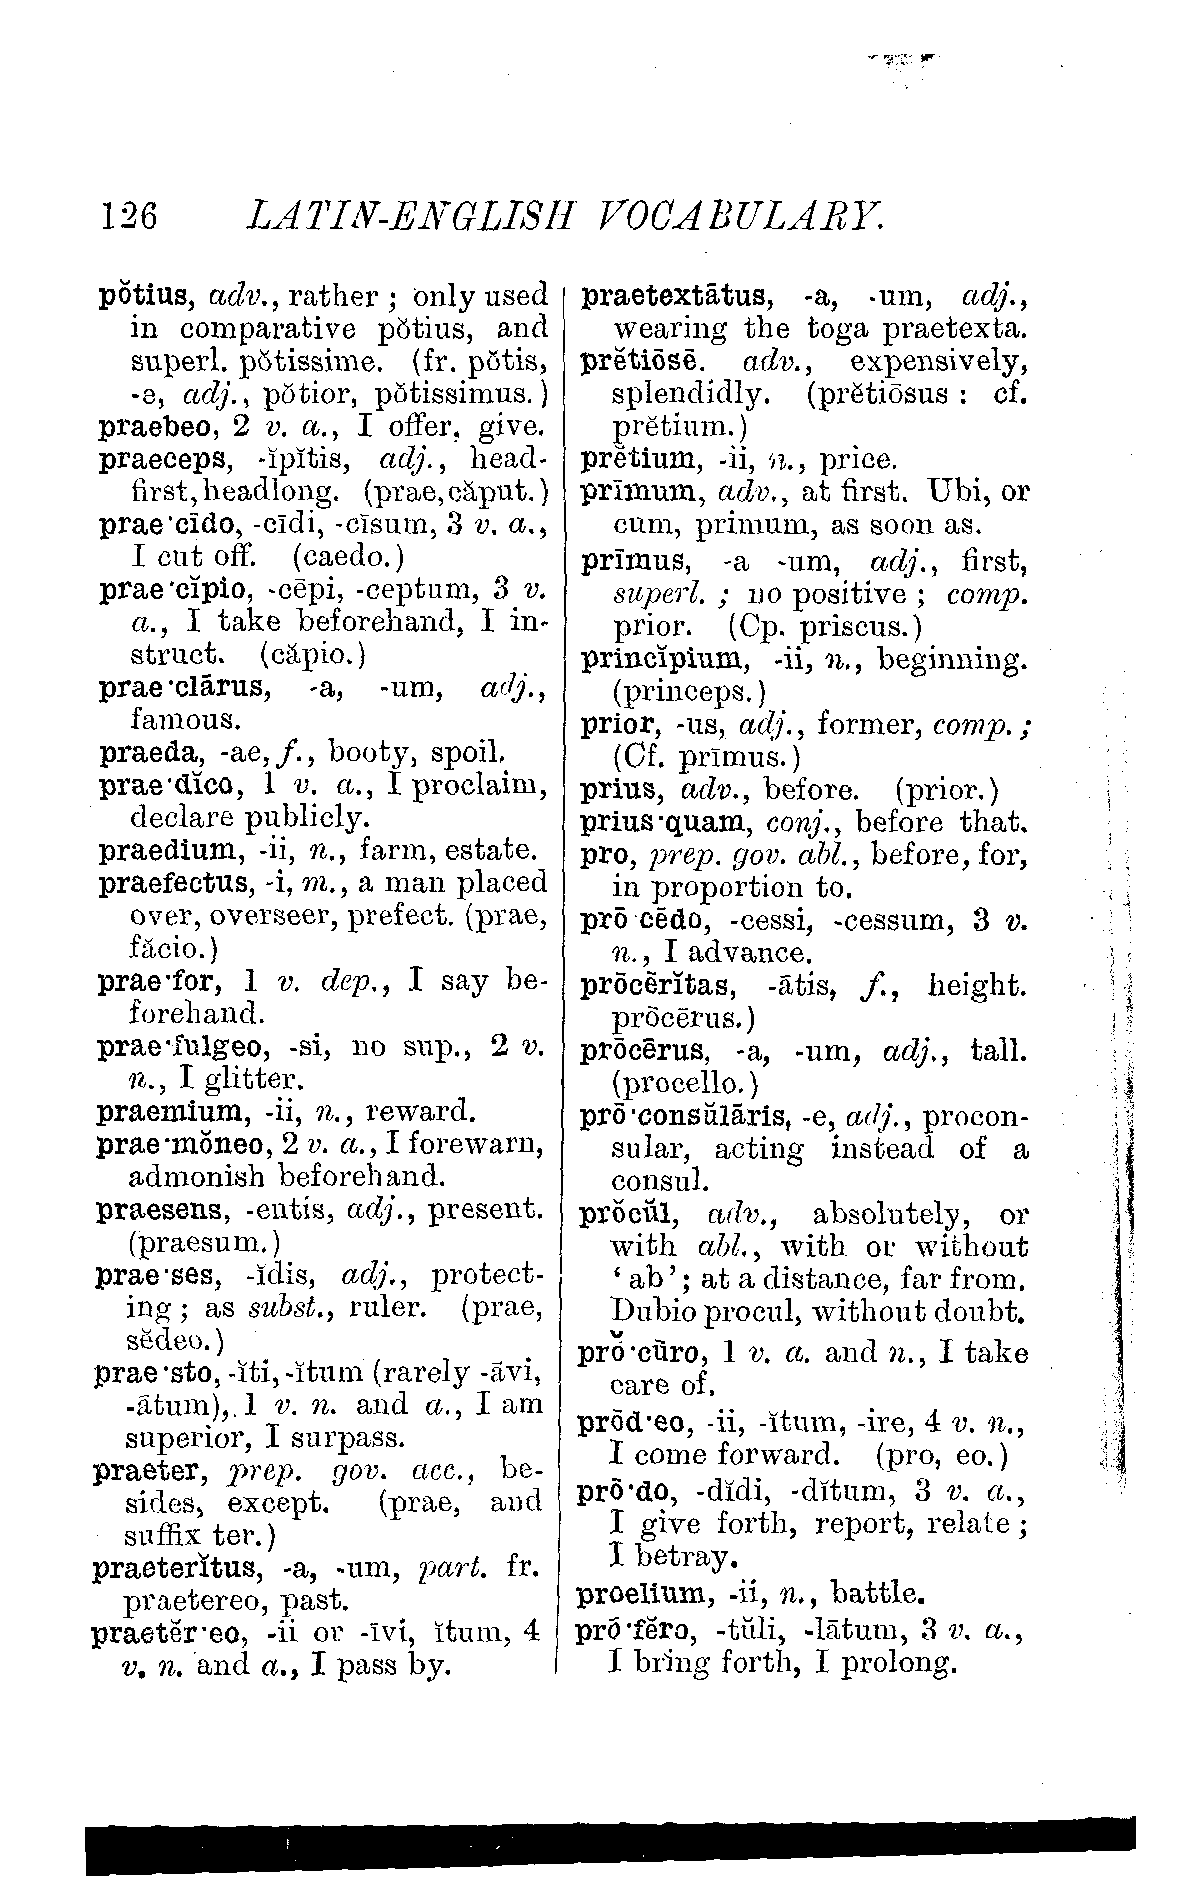 126 LATIN-ENGLISH VOCABULARY.
pŏtius, adv., rather ; only used
in comparative pŏtius, and
superl. pŏtissime. (fr. pŏtis,
-e, adj., pŏtior, pŏtissimus.)
praebeo, 2 v. a., I offer, give.
praeceps, -ĭpĭtis, adj., head-
first, headlong. (prae, căput.)
prae·cīdo, -cīdi, -cīsum, 3 v. a.,
I cut off. (caedo.)
prae·cĭpio, -cēpi, -ceptum, 3 v.
a., I take beforehand, I in-
struct. (căpio.)
prae·clārus, -a, -um, adj.,
famous.
praeda, -ae, f., booty, spoil.
prae·dĭco, 1 v. a., I proclaim,
declare publicly.
praedium, -ii, n., farm, estate.
praefectus, -i, m., a man placed
over, overseer, prefect. (prae,
făcio.)
prae·for, 1 v. dep., I say be-
forehand.
prae·fulgeo, -si, no sup., 2 v.
n., I glitter.
praemium, -ii, n., reward.
prae·mŏneo, 2 v. a., I forewarn,
admonish beforehand.
praesens, -entis, adj., present.
(praesum.)
prae·ses, -ĭdis, adj., protect-
ing ; as subst., ruler. (prae,
sĕdeo.)
prae·sto, -ĭti, -ĭtum (rarely -āvi,
-ātum), 1 v. n. and a., I am
superior, I surpass.
praeter, prep. gov. acc., be-
sides, except. (prae, and
suffix ter.)
praeterĭtus, -a, -um, part. fr.
praetereo, past.
praetĕr·eo, -ii or -īvi, ĭtum, 4
v. n. and a., I pass by.
praetextātus, -a, -um, adj.,
wearing the toga praetexta.
prĕtiōsē. adv., expensively,
splendidly. (prĕtiōsus : cf.
prĕtium.)
prĕtium, -ii, n., price.
prīmum, adv., at first. Ubi, or
cum, primum, as soon as.
prīmus, -a -um, adj., first,
superl. ; no positive ; comp.
prior. (Cp. priscus.)
princĭpium, -ii, n., beginning.
(princeps.)
prior, -us, adj., former, comp. ;
(Cf. prīmus.)
prius, adv., before. (prior.)
prius·quam, conj., before that.
pro, prep. gov. abl., before, for,
in proportion to.
prō cēdo, -cessi, -cessum, 3 v.
n., I advance.
prōcērĭtas, -ātis, f., height.
prōcērus.)
prōcērus, -a, -um, adj., tall.
(procello.)
prō·consŭlāris, -e, adj., procon-
sular, acting instead of a
consul.
prŏcŭl, adv., absolutely, or
with abl., with or without
‘ ab ’ ; at a distance, far from.
Dubio procul, without doubt.
prō̆·cūro, 1 v. a. and n., I take
care of.
prōd·eo, -ii, -ĭtum, -ire, 4 v. n.,
I come forward. (pro, eo.)
prō·do, -dĭdi, -dĭtum, 3 v. a.,
I give forth, report, relate ;
I betray.
proelium, -ii, n., battle.
prō·fĕro, -tŭli, -lātum, 3 v. a.,
I bring forth, I prolong.